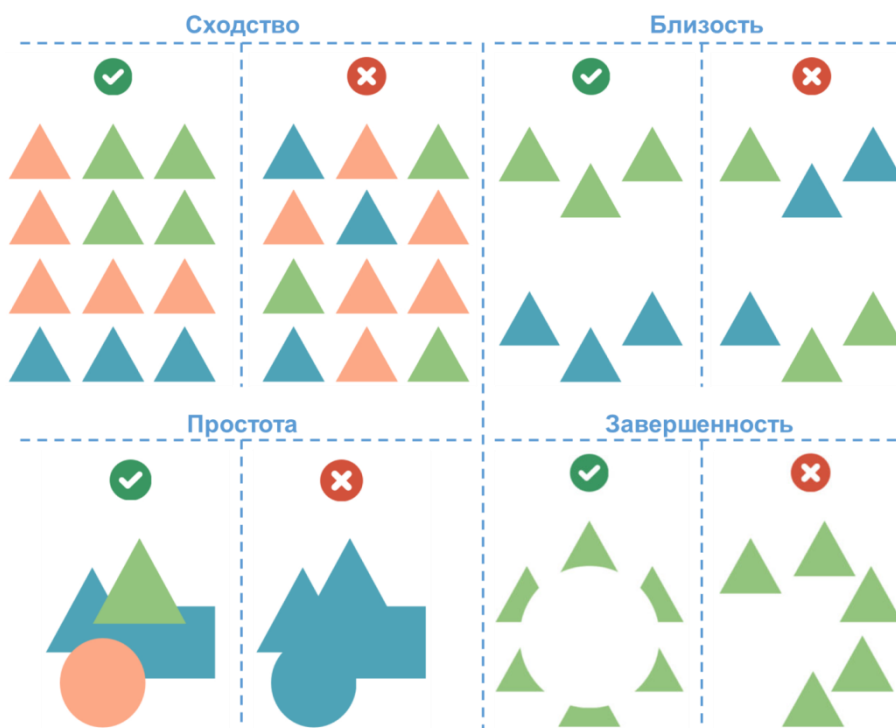 Сходство
Близость
Простота
Завершенность